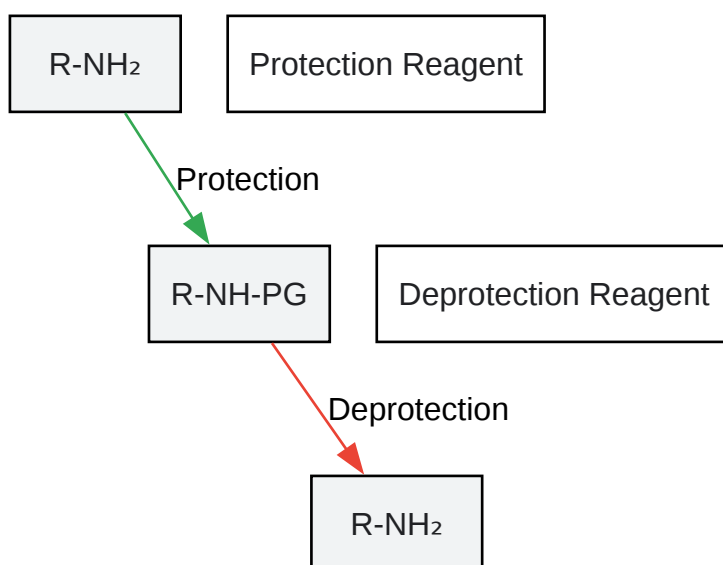 R-NH₂
Protection Reagent
Protection
R-NH-PG
Deprotection Reagent
Deprotection
R-NH₂